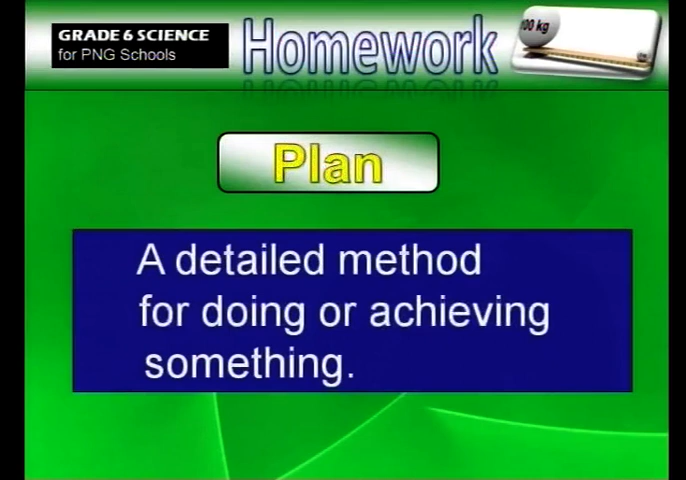 GRADE 6 SCIENCE
for PNG Schools
Homework
100 kg
Plan
A detailed method
for doing or achieving
something.